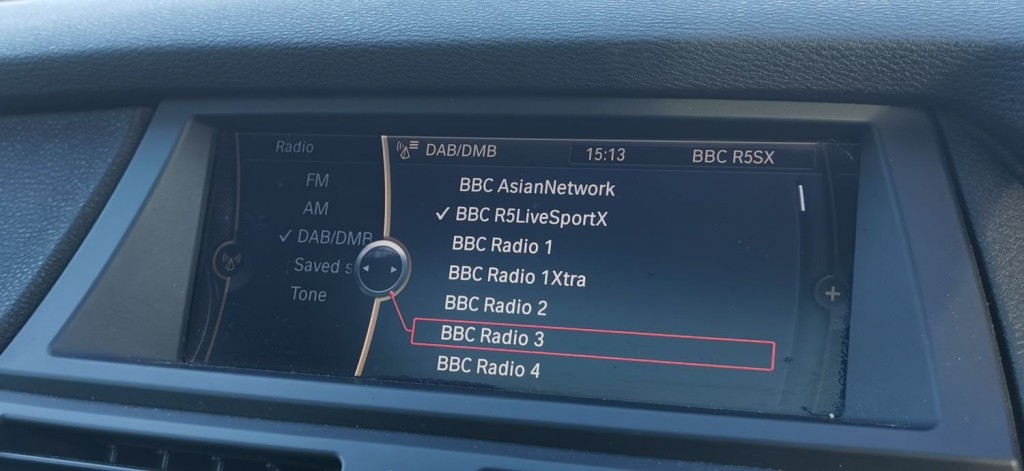 Radio
FM
AM
✓ DAB/DMB
Saved s
Tone
DAB/DMB 15:13 BBC R5SX
BBC AsianNetwork
✓ BBC R5LiveSportX
BBC Radio 1
BBC Radio 1Xtra
BBC Radio 2
BBC Radio 3
BBC Radio 4